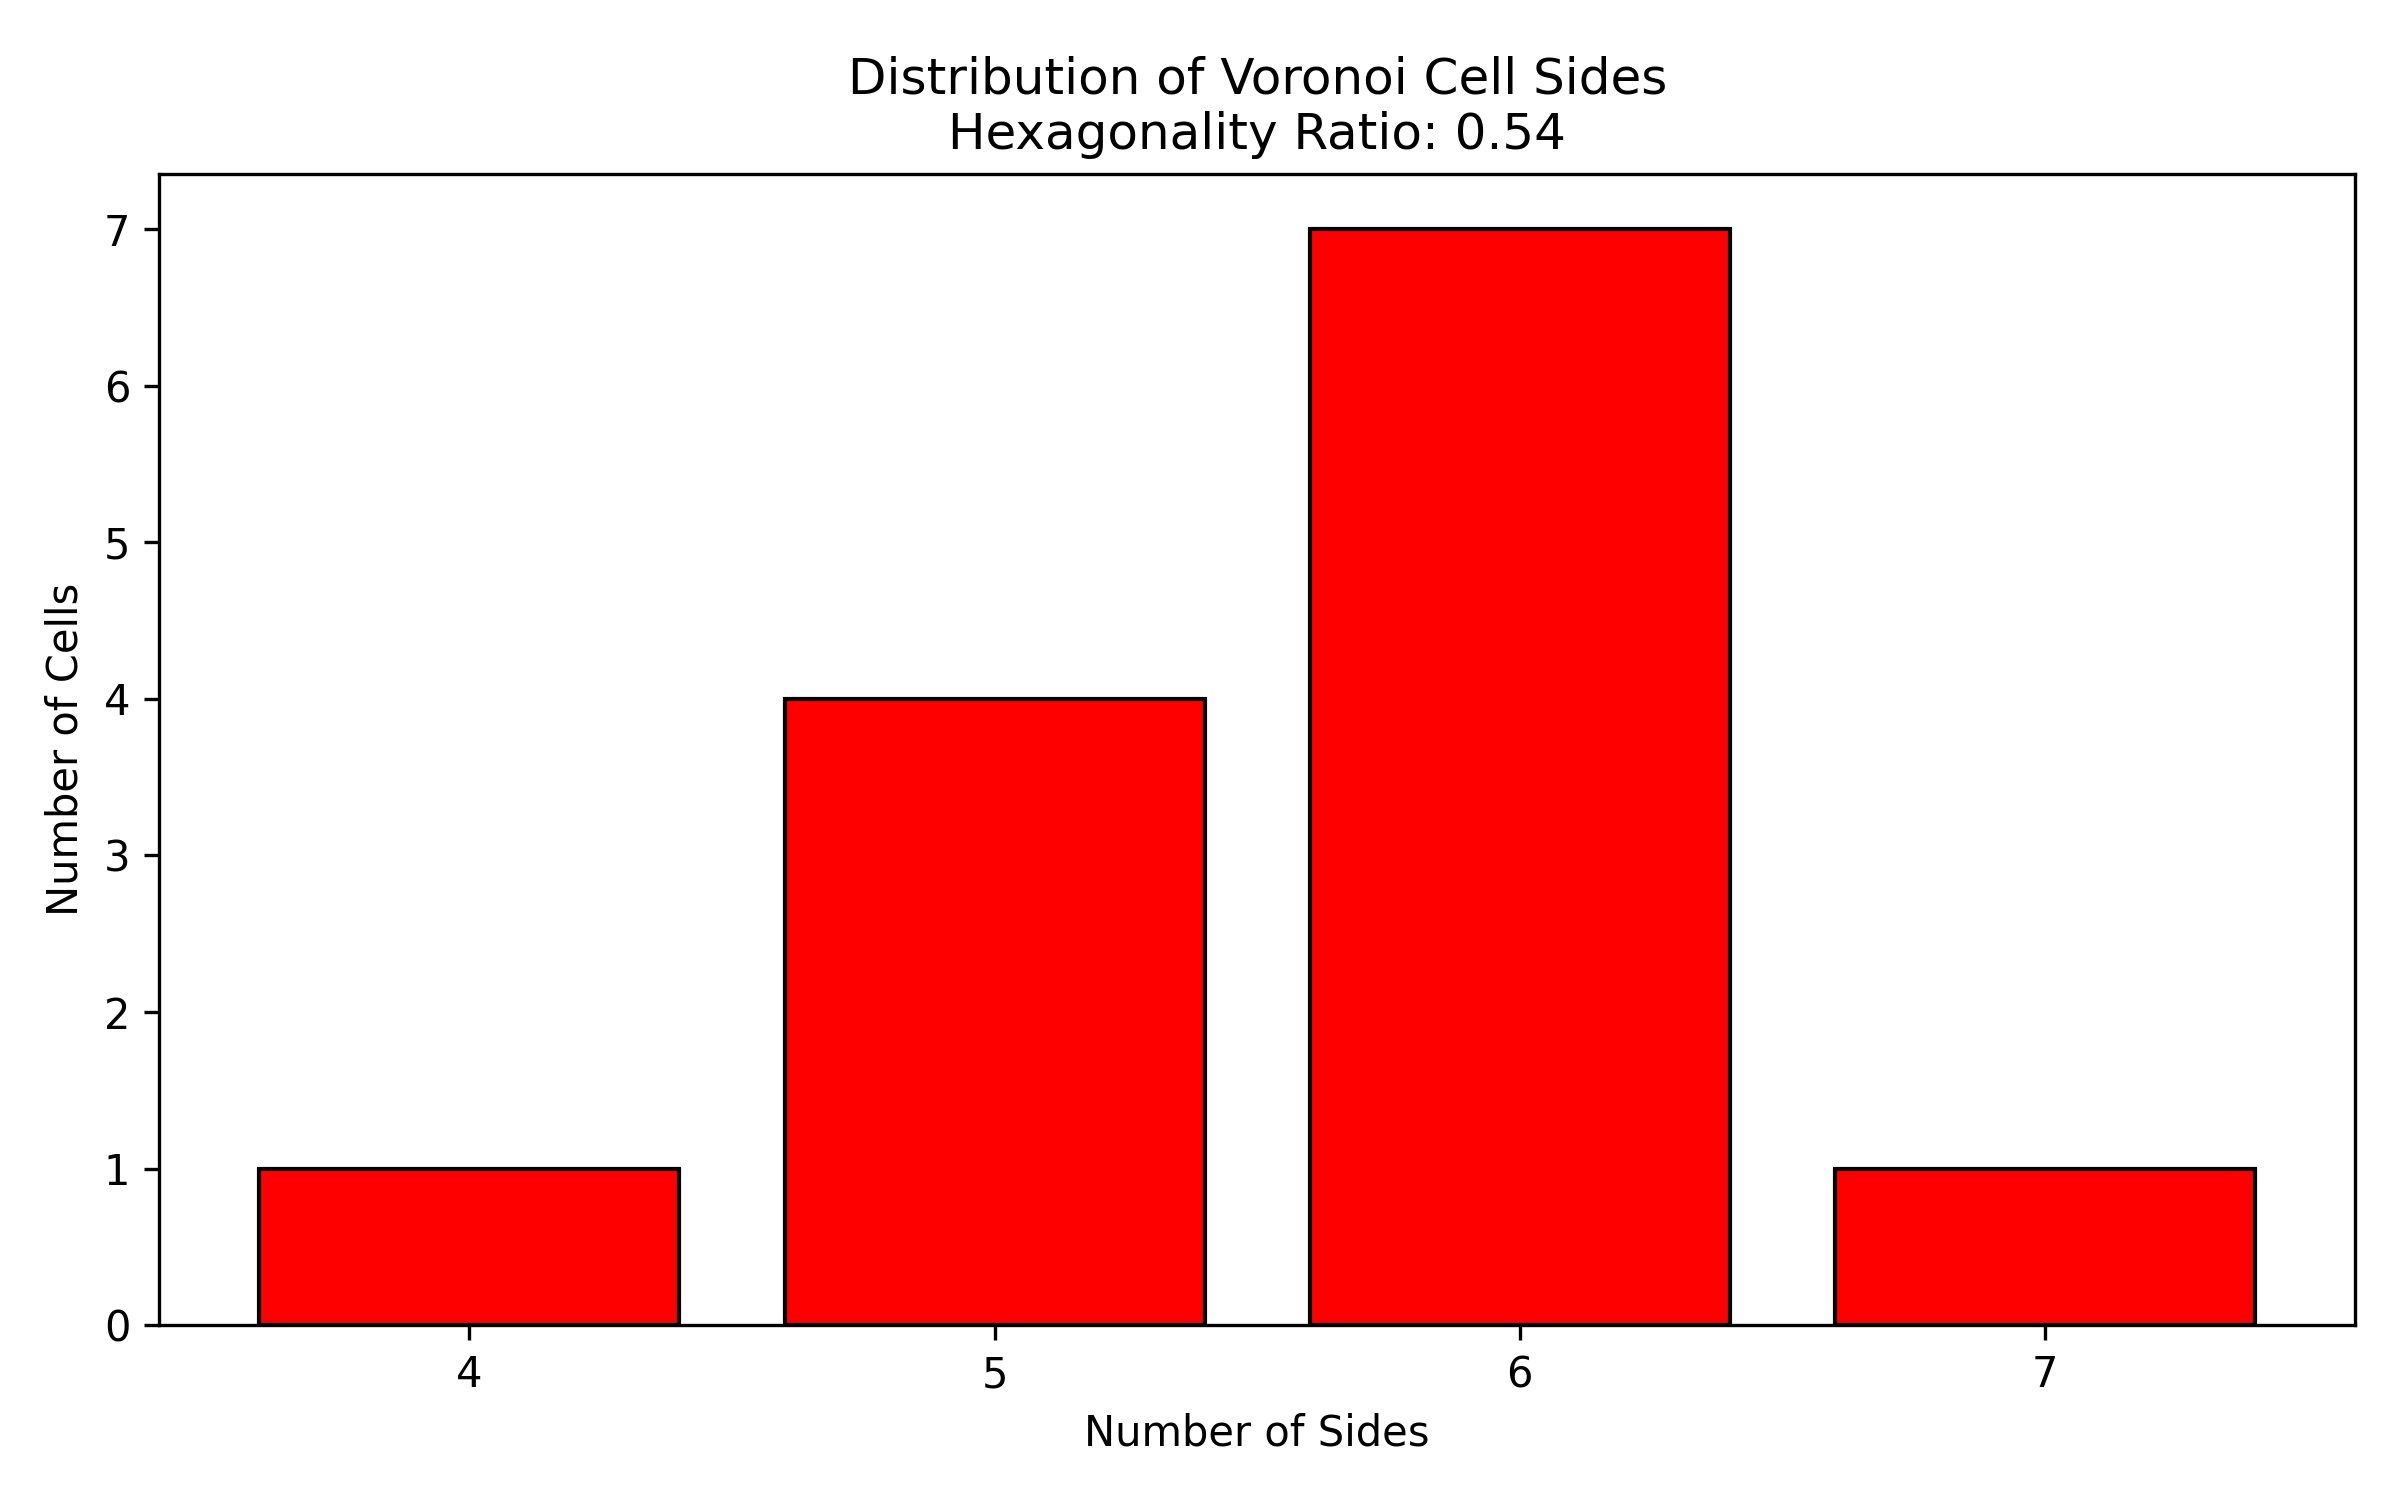 Distribution of Voronoi Cell Sides
Hexagonality Ratio: 0.54
7
6
5
4
3
2
1
0
Number of Cells
4 5 6 7
Number of Sides